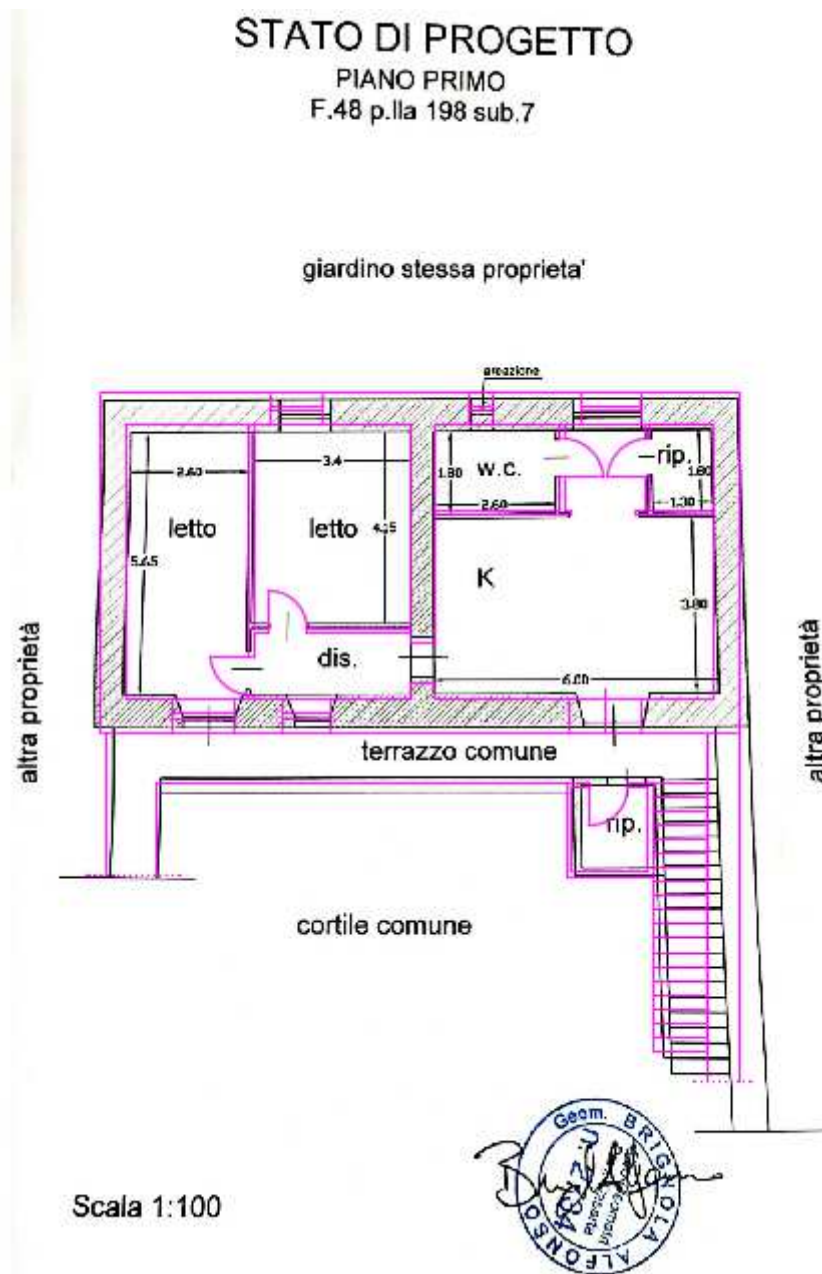 STATO DI PROGETTO
PIANO PRIMO
F.48 p.lla 198 sub.7
giardino stessa proprieta'
areazione
2.60
3.4
1.80
w.c.
rip.
1.80
2.60
1.30
letto
letto
4.15
5.65
K
3.80
dis.
6.00
altra proprietà
altra proprietà
terrazzo comune
rip.
cortile comune
Geom. BRIGNOLA ALFONSO
Scala 1:100